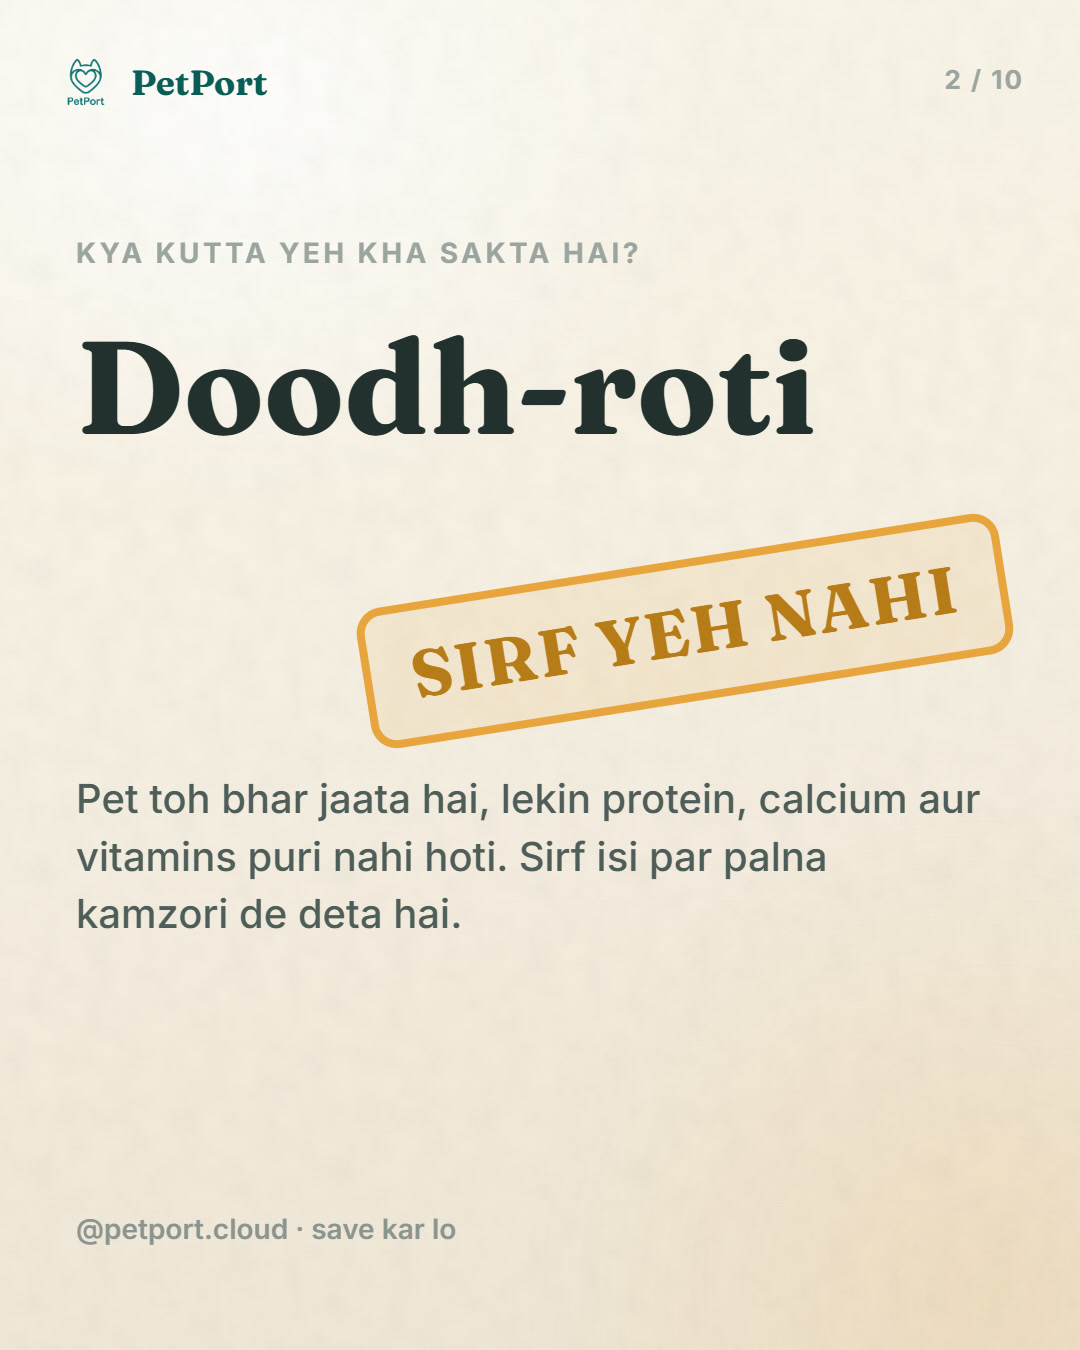 PetPort
PetPort
2 / 10
KYA KUTTA YEH KHA SAKTA HAI?
Doodh-roti
SIRF YEH NAHI
Pet toh bhar jaata hai, lekin protein, calcium aur
vitamins puri nahi hoti. Sirf isi par palna
kamzori de deta hai.
@petport.cloud · save kar lo